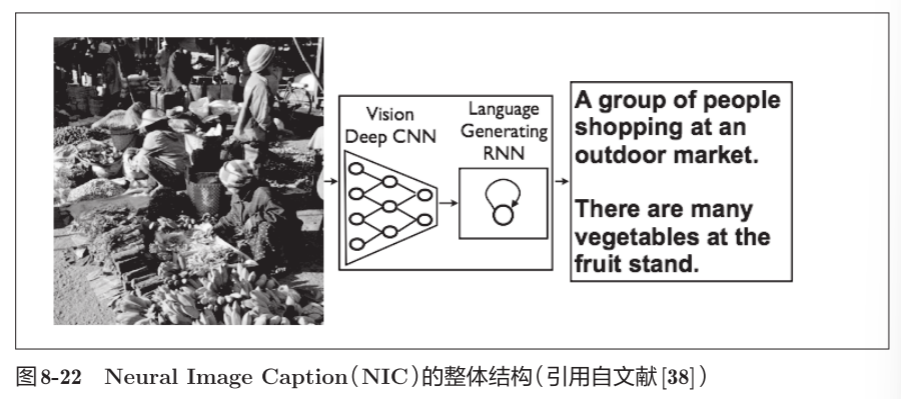 Vision
Deep CNN
Language
Generating
RNN
A group of people
shopping at an
outdoor market.
There are many
vegetables at the
fruit stand.
图8-22 Neural Image Caption（NIC）的整体结构（引用自文献[38]）